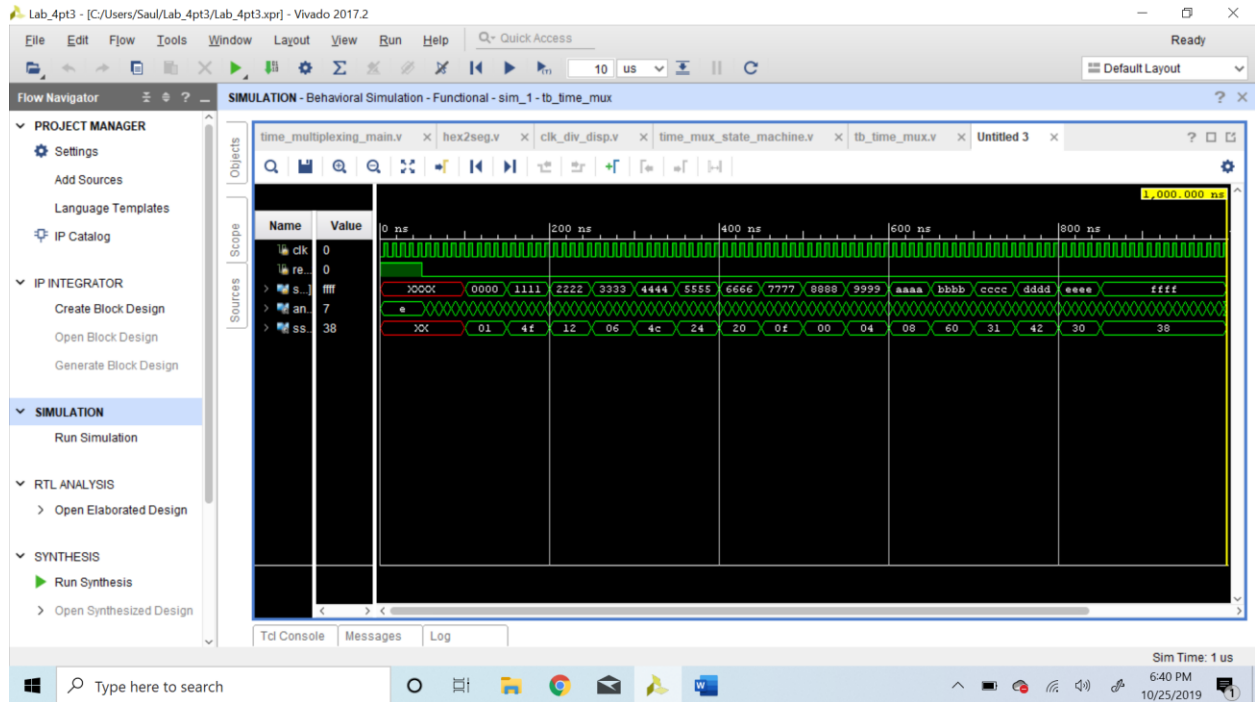 Lab_4pt3 - [C:/Users/Saul/Lab_4pt3/Lab_4pt3.xpr] - Vivado 2017.2
File Edit Flow Tools Window Layout View Run Help Quick Access Ready
10 us Default Layout
Flow Navigator
SIMULATION - Behavioral Simulation - Functional - sim_1 - tb_time_mux
PROJECT MANAGER
Settings
Add Sources
Language Templates
IP Catalog
IP INTEGRATOR
Create Block Design
Open Block Design
Generate Block Design
SIMULATION
Run Simulation
RTL ANALYSIS
Open Elaborated Design
SYNTHESIS
Run Synthesis
Open Synthesized Design
Objects
Scope
Sources
time_multiplexing_main.v hex2seg.v clk_div_disp.v time_mux_state_machine.v tb_time_mux.v Untitled 3
1,000.000 ns
Name Value 0 ns 200 ns 400 ns 600 ns 800 ns
clk 0
re... 0
s...] ffff XXXX 0000 1111 2222 3333 4444 5555 6666 7777 8888 9999 aaaa bbbb cccc dddd eeee ffff
an.. 7 e
ss.. 38 XX 01 4f 12 06 4c 24 20 0f 00 04 08 60 31 42 30 38
Tcl Console Messages Log
Sim Time: 1 us
Type here to search
6:40 PM
10/25/2019
1